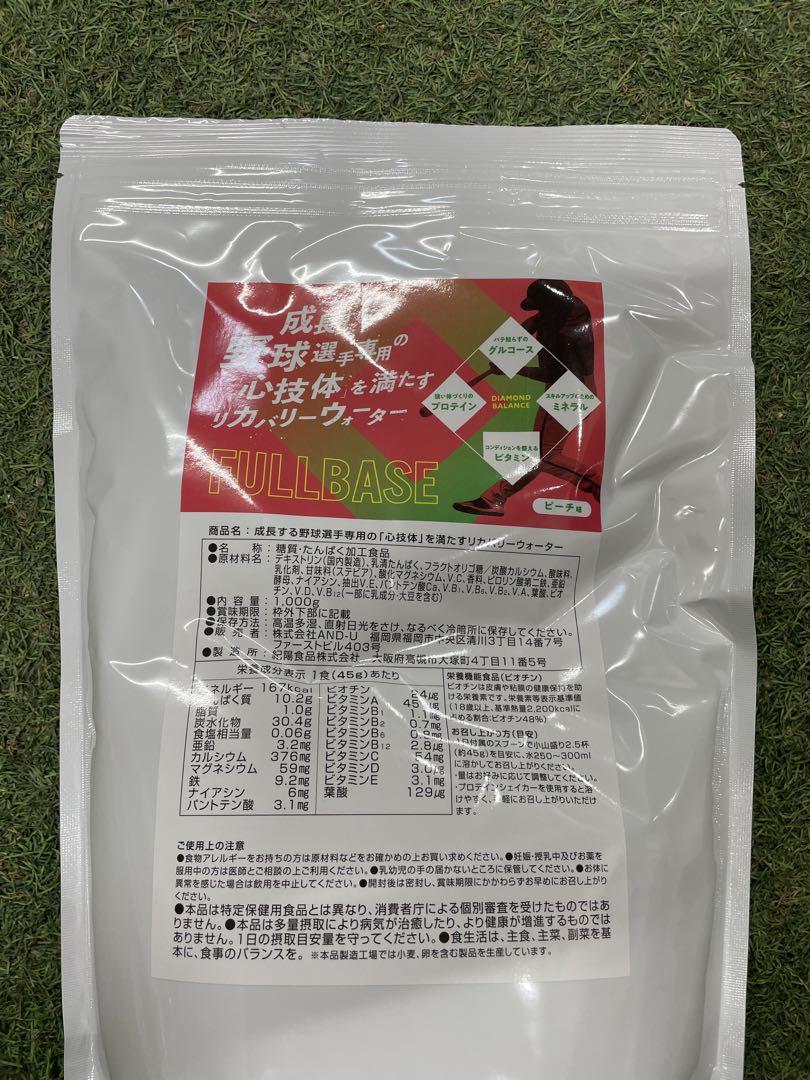 成長
野球選手専用の
「心技体」を満たす
リカバリーウォーター
バテ知らずの
グルコース
強い体づくりの
プロテイン
DIAMOND
BALANCE
スキルアップのための
ミネラル
コンディションを整える
ビタミン
FULLBASE
ピーチ味
商品名：成長する野球選手専用の「心技体」を満たすリカバリーウォーター
●名　　称：糖質・たんぱく加工食品
●原材料名：デキストリン(国内製造)、乳清たんぱく、フラクトオリゴ糖／炭酸カルシウム、酸味料、
乳化剤、甘味料(ステビア)、酸化マグネシウム、V.C、香料、ピロリン酸第二鉄、亜鉛
酵母、ナイアシン、抽出V.E、パントテン酸Ca、V.B₁、V.B₆、V.B₂、V.A、葉酸、ビオ
チン、V.D、V.B₁₂(一部に乳成分・大豆を含む)
●内 容 量：1,000g
●賞味期限：枠外下部に記載
●保存方法：高温多湿、直射日光をさけ、なるべく冷暗所に保存してください。
●販 売 者：株式会社AND-U　福岡県福岡市中央区清川3丁目14番7号
ファーストビル403号
●製 造 所：紀陽食品株式会社　大阪府高槻市大塚町4丁目11番5号
栄養成分表示 1食(45g)あたり
エネルギー 167kcal
たんぱく質 10.2g
脂質 1.0g
炭水化物 30.4g
食塩相当量 0.06g
亜鉛 3.2mg
カルシウム 376mg
マグネシウム 59mg
鉄 9.2mg
ナイアシン 6mg
パントテン酸 3.1mg
ビオチン 24μg
ビタミンA
ビタミンB₁ 1.1mg
ビタミンB₂ 0.7mg
ビタミンB₆
ビタミンB₁₂ 2.8μg
ビタミンC 54mg
ビタミンD 3.0μg
ビタミンE 3.1mg
葉酸 129μg
栄養機能食品(ビオチン)
ビオチンは皮膚や粘膜の健康保持を助
ける栄養素です。栄養素等表示基準値
(18歳以上、基準熱量2,200kcal)に
占める割合：ビオチン48%)
お召し上がり方(目安)
1日付属のスプーンで小山盛り2.5杯
(約45g)を目安に、水250～300ml
に溶かしてお召し上がりください。
・量はお好みに応じて調整してください。
・プロテインシェイカーを使用すると溶
けやすく、手軽にお召し上がりいただけ
ます。
ご使用上の注意
●食物アレルギーをお持ちの方は原材料などをお確かめの上お買い求めください。●妊娠・授乳中及びお薬を
服用中の方は医師とご相談の上ご利用ください。●乳幼児の手の届かないところに保管してください。●お体に
異常を感じた場合は飲用を中止してください。●開封後は密封し、賞味期限にかかわらずお早めにお召し上がり
ください。
●本品は特定保健用食品とは異なり、消費者庁による個別審査を受けたものではあ
りません。●本品は多量摂取により病気が治癒したり、より健康が増進するものでは
ありません。1日の摂取目安量を守ってください。●食生活は、主食、主菜、副菜を基
本に、食事のバランスを。※本品製造工場では小麦、卵を含む製品を生産しています。